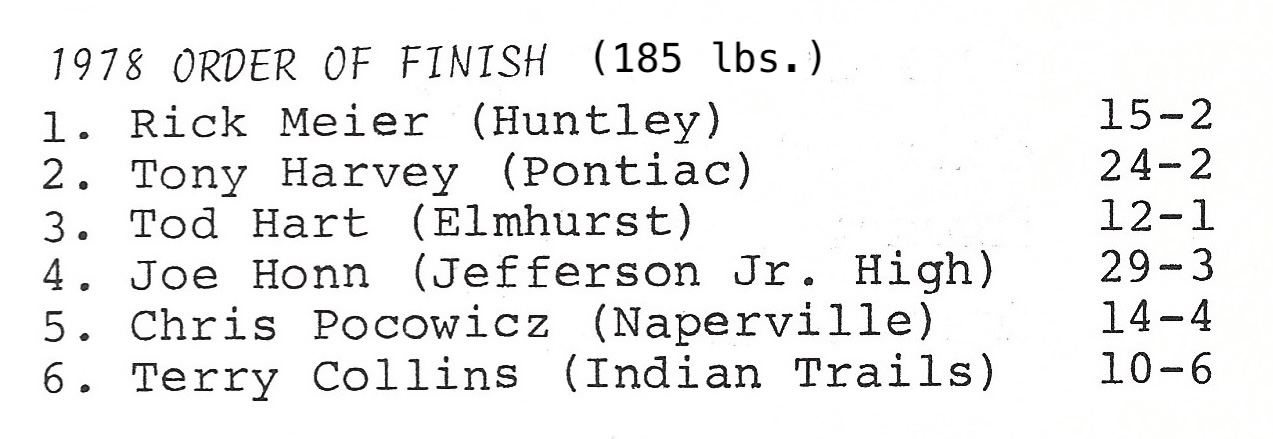 1978 ORDER OF FINISH (185 lbs.)
1. Rick Meier (Huntley) 15-2
2. Tony Harvey (Pontiac) 24-2
3. Tod Hart (Elmhurst) 12-1
4. Joe Honn (Jefferson Jr. High) 29-3
5. Chris Pocowicz (Naperville) 14-4
6. Terry Collins (Indian Trails) 10-6